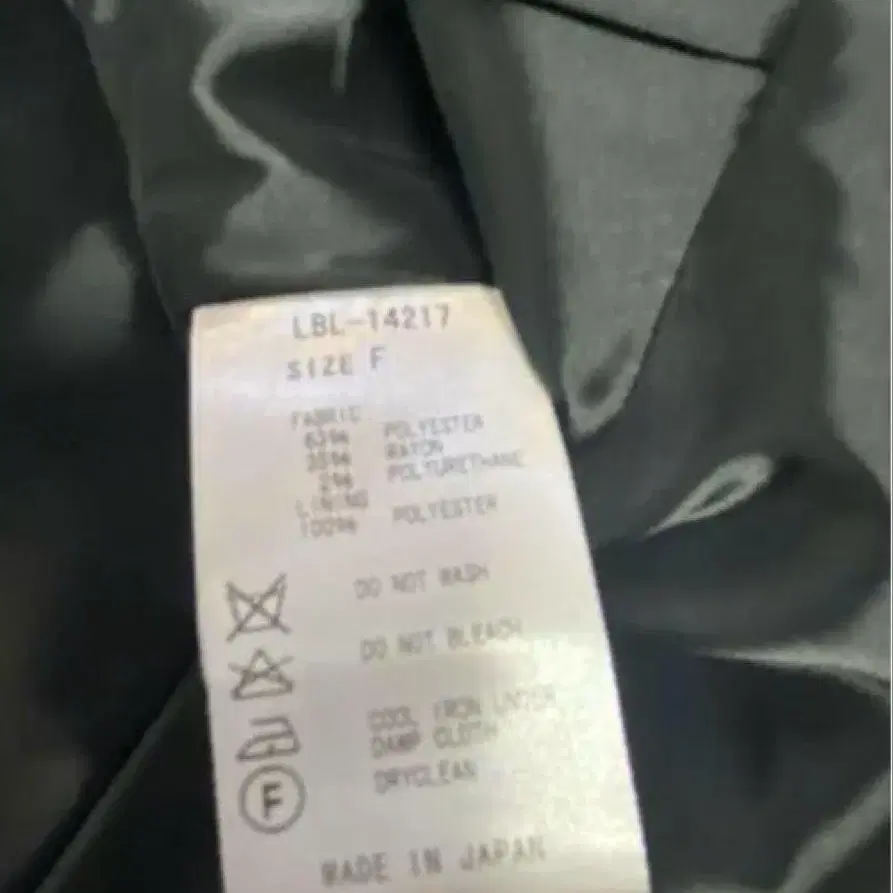 LBL-14217
SIZE F
FABRIC
63% POLYESTER
35% RAYON
2% POLYURETHANE
LINING
100% POLYESTER
DO NOT WASH
DO NOT BLEACH
COOL IRON UNDER
DAMP CLOTH
DRYCLEAN
F
MADE IN JAPAN